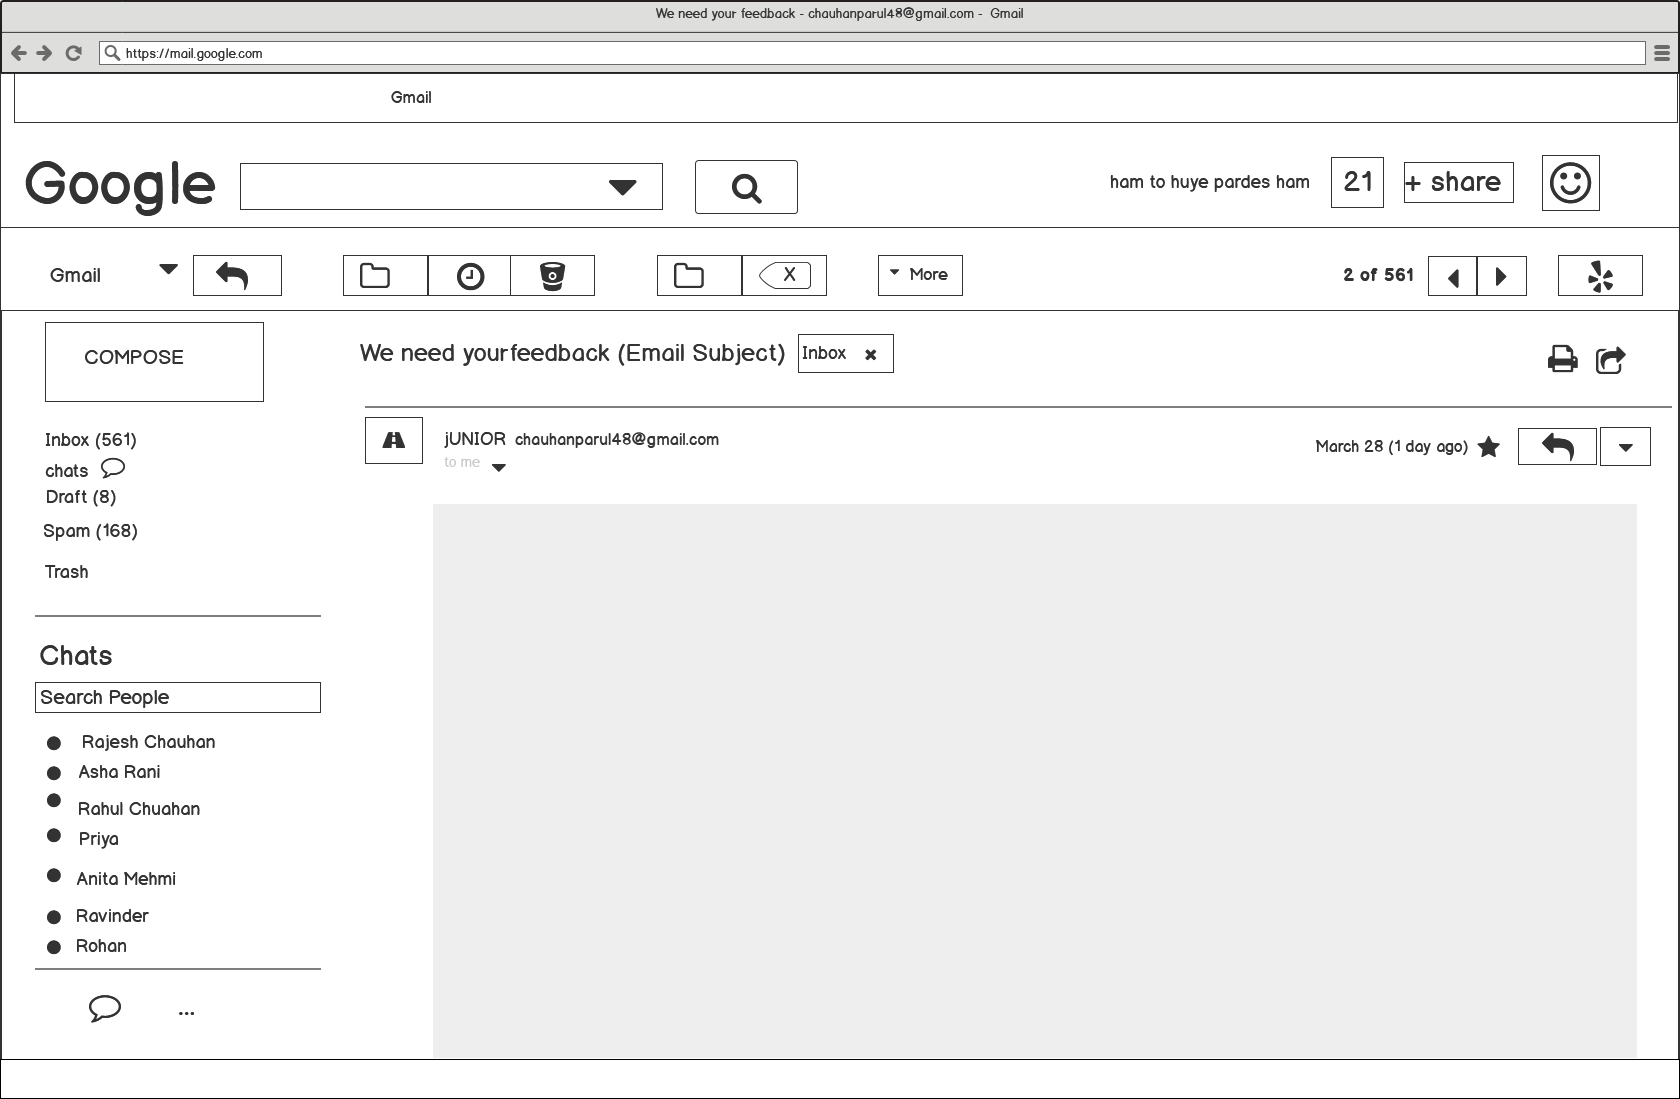 We need your feedback - chauhanparul48@gmail.com - Gmail
https://mail.google.com
Gmail
Google
ham to huye pardes ham
21
+ share
Gmail
X
More
2 of 561
COMPOSE
We need yourfeedback (Email Subject)
Inbox
Inbox (561)
chats
Draft (8)
Spam (168)
Trash
jUNIOR chauhanparul48@gmail.com
to me
March 28 (1 day ago)
Chats
Search People
Rajesh Chauhan
Asha Rani
Rahul Chuahan
Priya
Anita Mehmi
Ravinder
Rohan
...